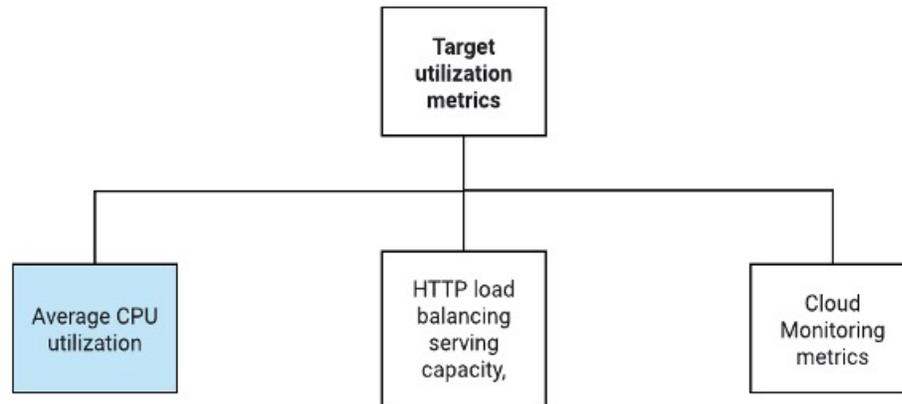 Target
utilization
metrics
Average CPU
utilization
HTTP load
balancing
serving
capacity,
Cloud
Monitoring
metrics